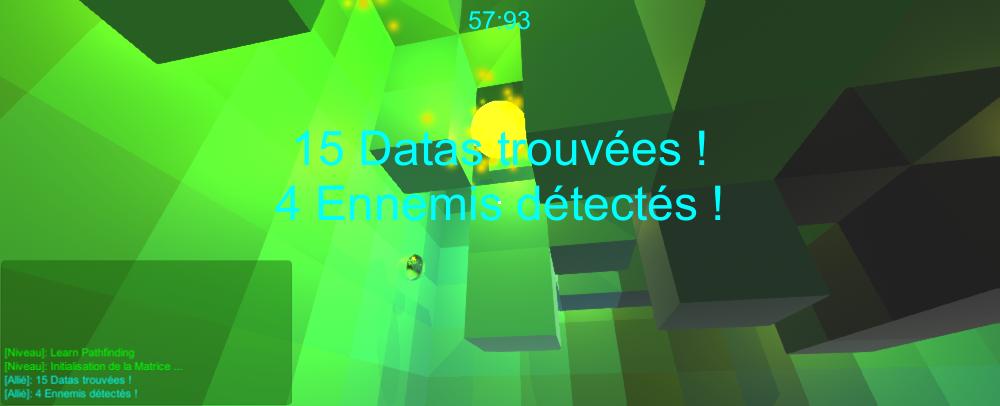 57:93
15 Datas trouvées !
4 Ennemis détectés !
[Niveau]: Learn Pathfinding
[Niveau]: Initialisation de la Matrice ...
[Allié]: 15 Datas trouvées !
[Allié]: 4 Ennemis détectés !